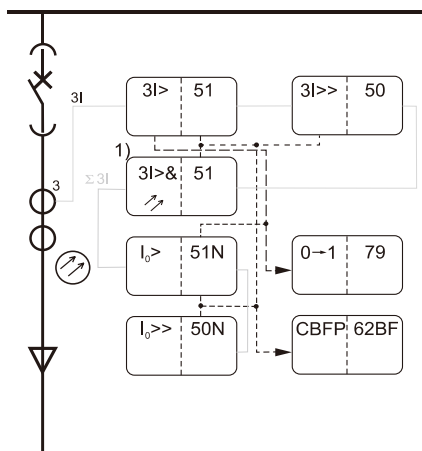 3I
3I> 51
3I>> 50
1)
3
Σ3I
3I>& 51
I₀> 51N
0→1 79
I₀>> 50N
CBFP 62BF